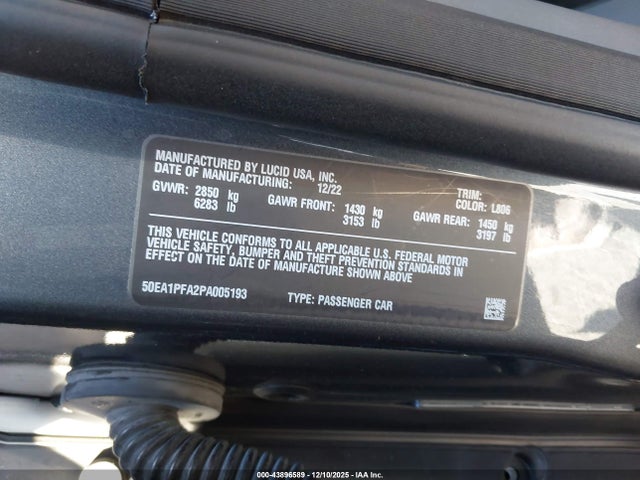 MANUFACTURED BY LUCID USA, INC.
DATE OF MANUFACTURING: 12/22
TRIM:
COLOR: L806
GVWR: 2850 kg GAWR FRONT: 1430 kg GAWR REAR: 1450 kg
6283 lb 3153 lb 3197 lb
THIS VEHICLE CONFORMS TO ALL APPLICABLE U.S. FEDERAL MOTOR
VEHICLE SAFETY, BUMPER AND THEFT PREVENTION STANDARDS IN
EFFECT ON THE DATE OF MANUFACTURE SHOWN ABOVE
50EA1PFA2PA005193 TYPE: PASSENGER CAR
000-43896589 - 12/10/2025 - IAA Inc.